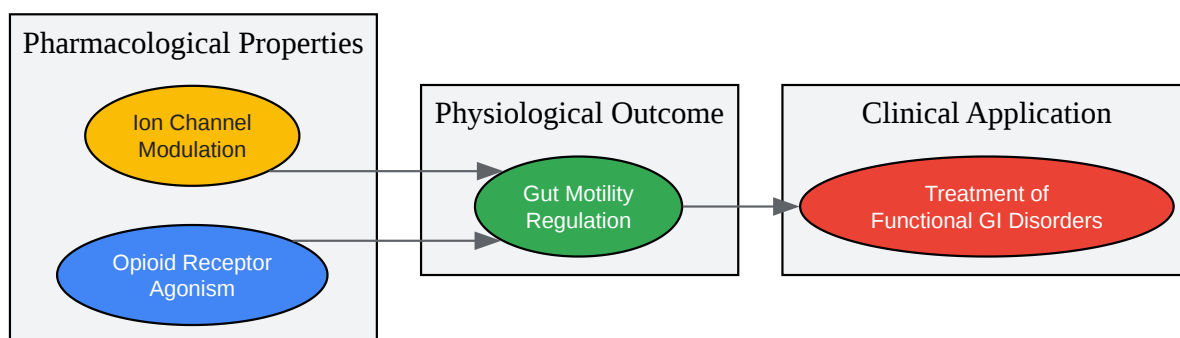 Pharmacological Properties
Ion Channel
Modulation
Opioid Receptor
Agonism
Physiological Outcome
Gut Motility
Regulation
Clinical Application
Treatment of
Functional GI Disorders